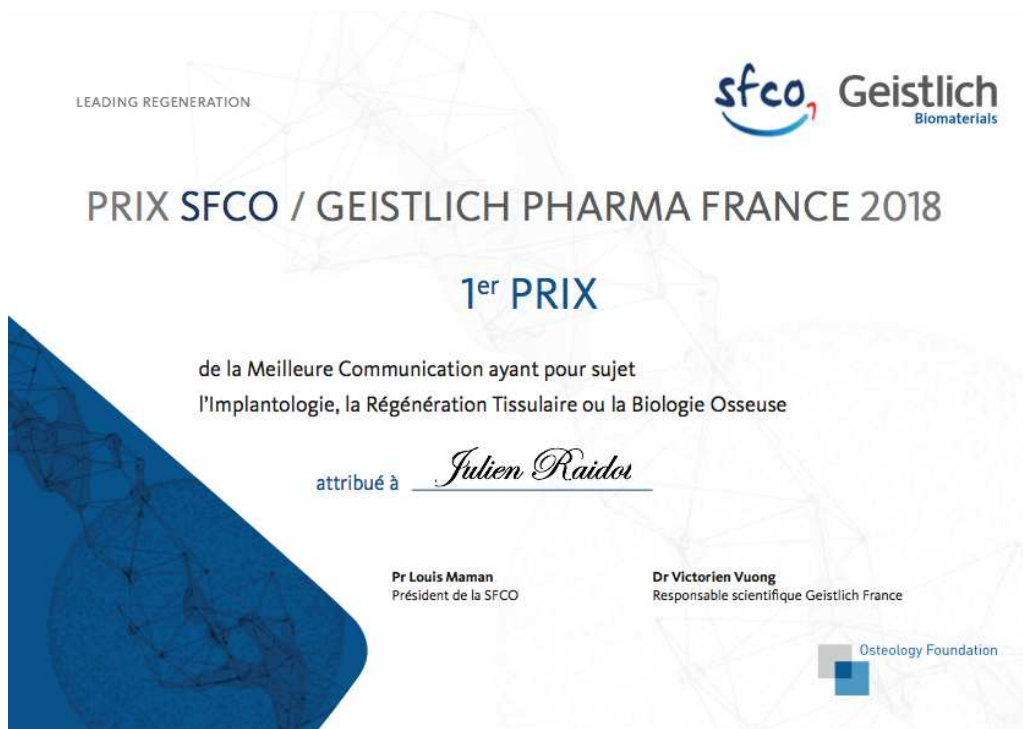 LEADING REGENERATION
sfco, Geistlich
Biomaterials
PRIX SFCO / GEISTLICH PHARMA FRANCE 2018
1er PRIX
de la Meilleure Communication ayant pour sujet
l'Implantologie, la Régénération Tissulaire ou la Biologie Osseuse
attribué à Julien Raidot
Pr Louis Maman
Président de la SFCO
Dr Victorien Vuong
Responsable scientifique Geistlich France
Osteology Foundation